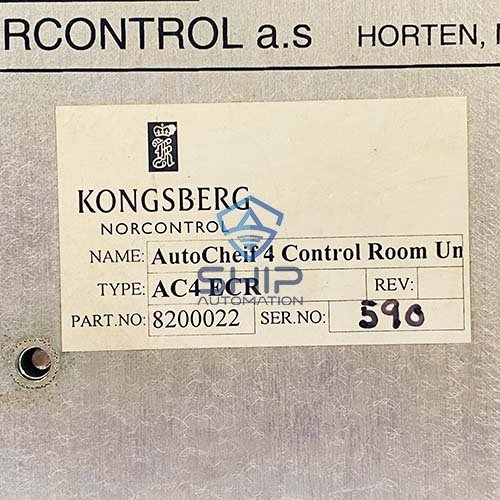 RCONTROL a.s HORTEN, N
KONGSBERG
NORCONTROL
NAME: AutoCheif 4 Control Room Un
SHIP
AUTOMATION
TYPE: AC4 ECR REV:
PART.NO: 8200022 SER.NO: 590